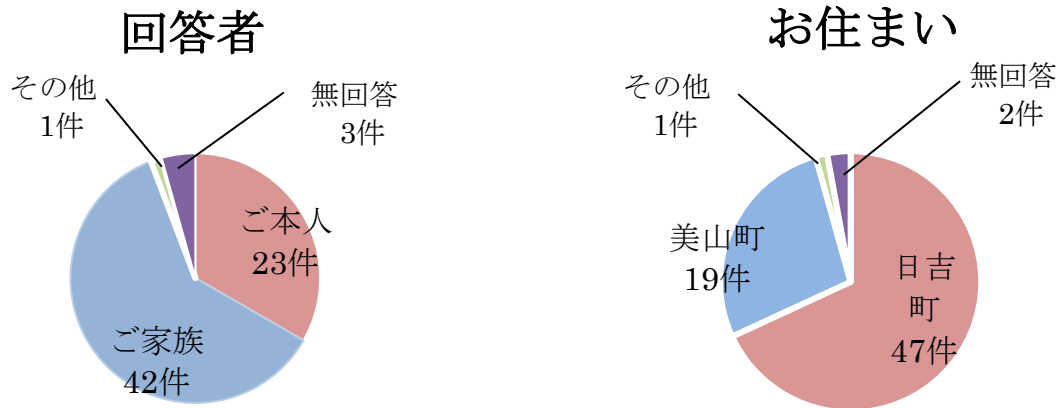 回答者
その他
1件
無回答
3件
ご本人
23件
ご家族
42件
お住まい
その他
1件
無回答
2件
美山町
19件
日吉
町
47件